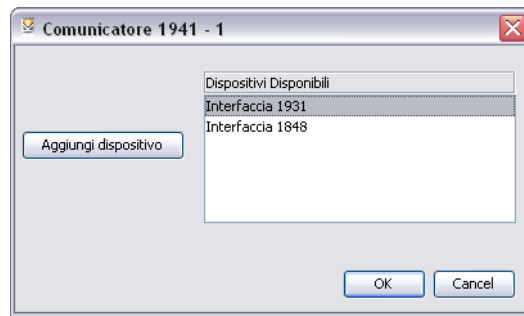 Comunicatore 1941 - 1
Dispositivi Disponibili
Interfaccia 1931
Interfaccia 1848
Aggiungi dispositivo
OK
Cancel